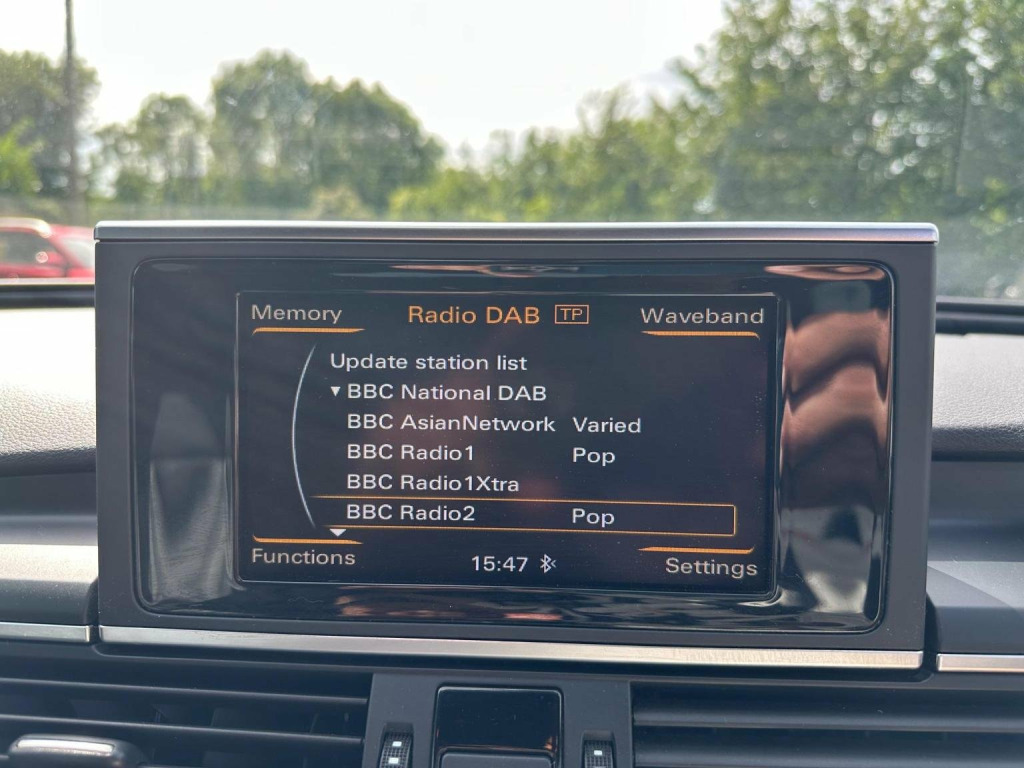 Memory Radio DAB TP Waveband
Update station list
BBC National DAB
BBC AsianNetwork Varied
BBC Radio1 Pop
BBC Radio1Xtra
BBC Radio2 Pop
Functions 15:47 Settings